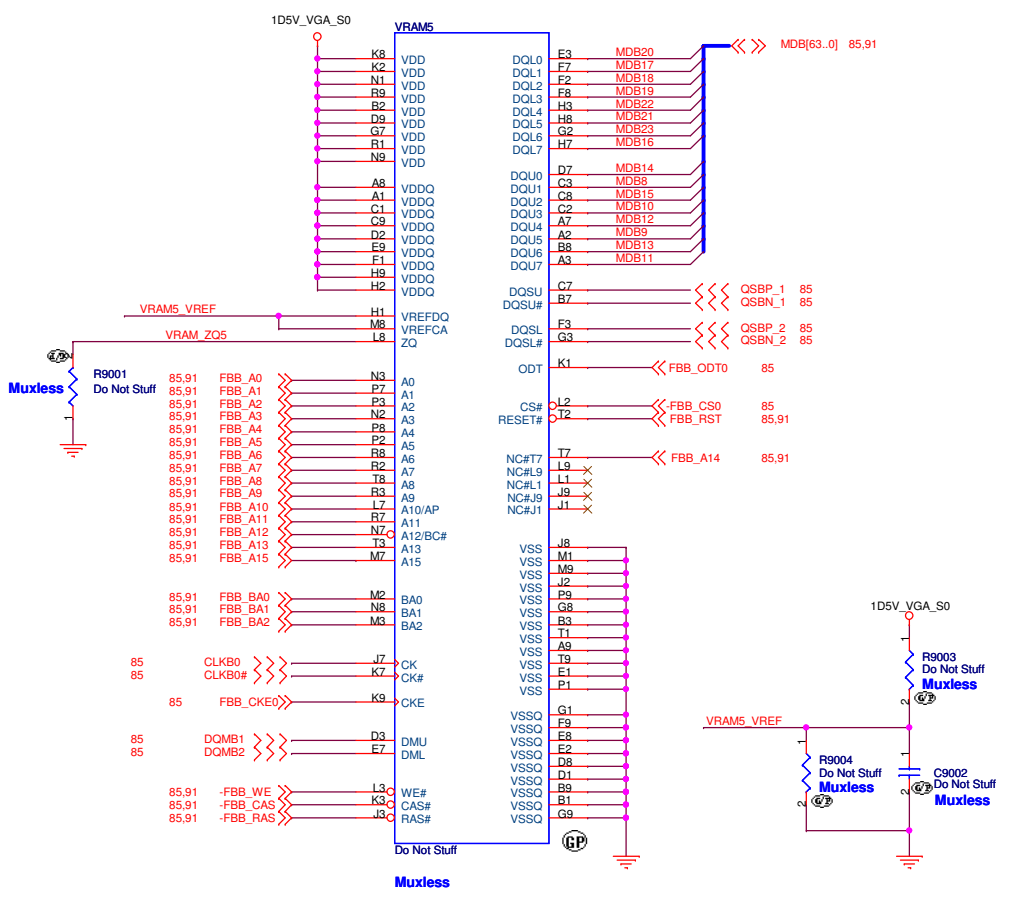 1D5V_VGA_S0
VRAM5
K8 VDD DQL0 E3 MDB20 MDB[63..0] 85,91
K2 VDD DQL1 F7 MDB17
N1 VDD DQL2 F2 MDB18
R9 VDD DQL3 F8 MDB19
B2 VDD DQL4 H3 MDB22
D9 VDD DQL5 H8 MDB21
G7 VDD DQL6 G2 MDB23
R1 VDD DQL7 H7 MDB16
N9 VDD
A8 VDDQ DQU0 D7 MDB14
A1 VDDQ DQU1 C3 MDB8
C1 VDDQ DQU2 C8 MDB15
C9 VDDQ DQU3 C2 MDB10
D2 VDDQ DQU4 A7 MDB12
E9 VDDQ DQU5 A2 MDB9
F1 VDDQ DQU6 B8 MDB13
H9 VDDQ DQU7 A3 MDB11
H2 VDDQ DQSU C7 QSBP_1 85
DQSU# B7 QSBN_1 85
VRAM5_VREF H1 VREFDQ
M8 VREFCA DQSL F3 QSBP_2 85
VRAM_ZQ5 L8 ZQ DQSL# G3 QSBN_2 85
ODT K1 FBB_ODT0 85
2
R9001
Do Not Stuff
Muxless
1
85,91 FBB_A0 N3 A0
85,91 FBB_A1 P7 A1
85,91 FBB_A2 P3 A2 CS# L2 -FBB_CS0 85
85,91 FBB_A3 N2 A3 RESET# T2 FBB_RST 85,91
85,91 FBB_A4 P8 A4
85,91 FBB_A5 P2 A5
85,91 FBB_A6 R8 A6 NC#T7 T7 FBB_A14 85,91
85,91 FBB_A7 R2 A7 NC#L9 L9
85,91 FBB_A8 T8 A8 NC#L1 L1
85,91 FBB_A9 R3 A9 NC#J9 J9
85,91 FBB_A10 L7 A10/AP NC#J1 J1
85,91 FBB_A11 R7 A11
85,91 FBB_A12 N7 A12/BC#
85,91 FBB_A13 T3 A13 VSS J8
85,91 FBB_A15 M7 A15 VSS M1
VSS M9
VSS J2
85,91 FBB_BA0 M2 BA0 VSS P9
85,91 FBB_BA1 N8 BA1 VSS G8
85,91 FBB_BA2 M3 BA2 VSS B3
VSS T1
VSS A9
85 CLKB0 J7 CK VSS T9
85 CLKB0# K7 CK# VSS E1
VSS P1
85 FBB_CKE0 K9 CKE
VSSQ G1
VSSQ F9
85 DQMB1 D3 DMU VSSQ E8
85 DQMB2 E7 DML VSSQ E2
VSSQ D8
VSSQ D1
85,91 -FBB_WE L3 WE# VSSQ B9
85,91 -FBB_CAS K3 CAS# VSSQ B1
85,91 -FBB_RAS J3 RAS# VSSQ G9
GP
Do Not Stuff
Muxless
1D5V_VGA_S0
1
R9003
Do Not Stuff
Muxless
2
G/P
VRAM5_VREF
1
R9004
Do Not Stuff
Muxless
2
G/P
1
C9002
Do Not Stuff
Muxless
2
G/P